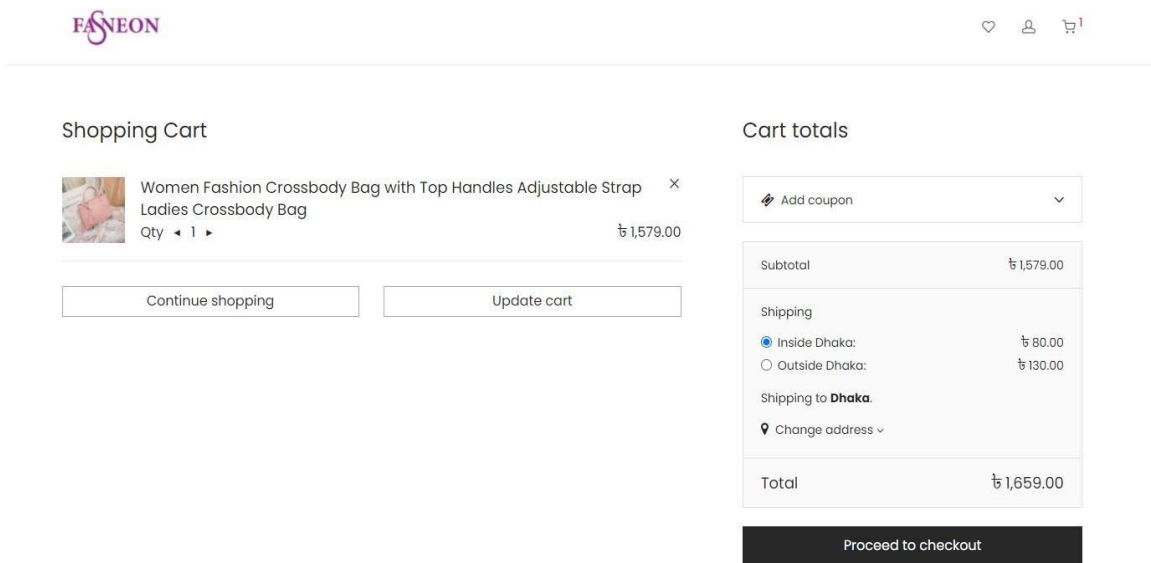 FASNEON
1
Shopping Cart
Women Fashion Crossbody Bag with Top Handles Adjustable Strap
Ladies Crossbody Bag
Qty ◂ 1 ▸ ৳ 1,579.00
Continue shopping
Update cart
Cart totals
Add coupon
Subtotal ৳ 1,579.00
Shipping
Inside Dhaka: ৳ 80.00
Outside Dhaka: ৳ 130.00
Shipping to Dhaka.
Change address
Total ৳ 1,659.00
Proceed to checkout